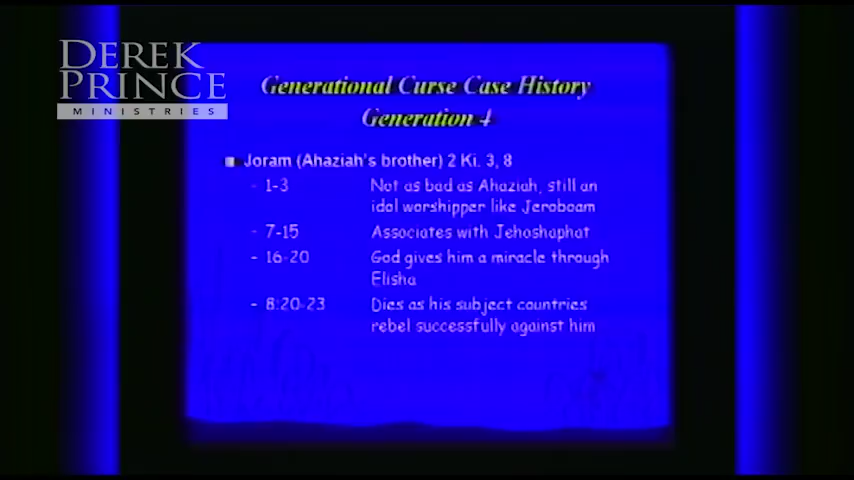 DEREK
PRINCE
MINISTRIES
Generational Curse Case History
Generation 4
Joram (Ahaziah's brother) 2 Ki. 3, 8
- 1-3 Not as bad as Ahaziah, still an
idol worshipper like Jeroboam
- 7-15 Associates with Jehoshaphat
- 16-20 God gives him a miracle through
Elisha
- 8:20-23 Dies as his subject countries
rebel successfully against him